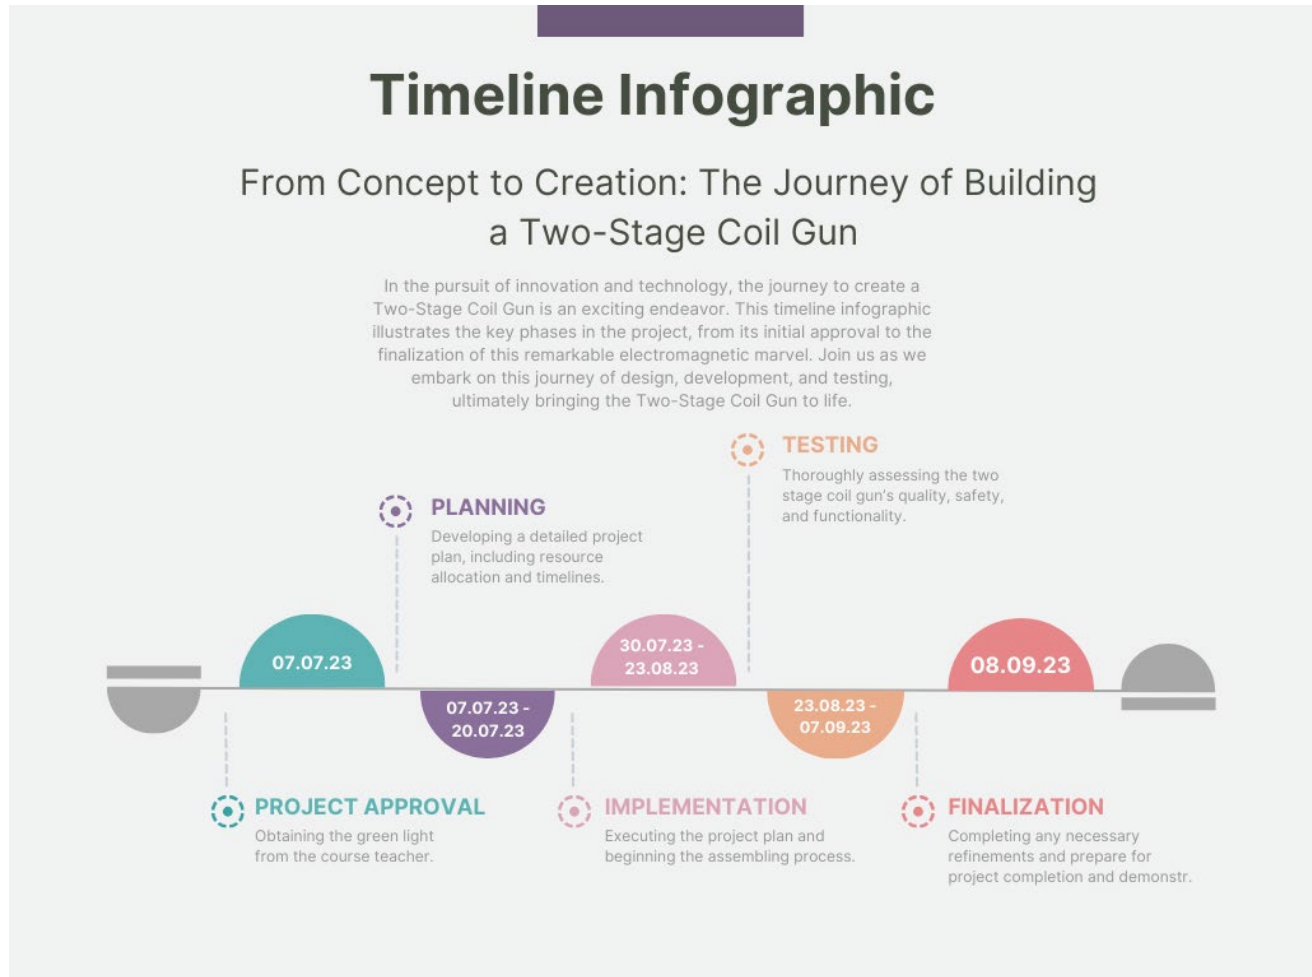 Timeline Infographic
From Concept to Creation: The Journey of Building
a Two-Stage Coil Gun
In the pursuit of innovation and technology, the journey to create a
Two-Stage Coil Gun is an exciting endeavor. This timeline infographic
illustrates the key phases in the project, from its initial approval to the
finalization of this remarkable electromagnetic marvel. Join us as we
embark on this journey of design, development, and testing,
ultimately bringing the Two-Stage Coil Gun to life.
TESTING
Thoroughly assessing the two
stage coil gun's quality, safety,
and functionality.
PLANNING
Developing a detailed project
plan, including resource
allocation and timelines.
07.07.23
30.07.23 -
23.08.23
08.09.23
07.07.23 -
20.07.23
23.08.23 -
07.09.23
PROJECT APPROVAL
Obtaining the green light
from the course teacher.
IMPLEMENTATION
Executing the project plan and
beginning the assembling process.
FINALIZATION
Completing any necessary
refinements and prepare for
project completion and demonstr.